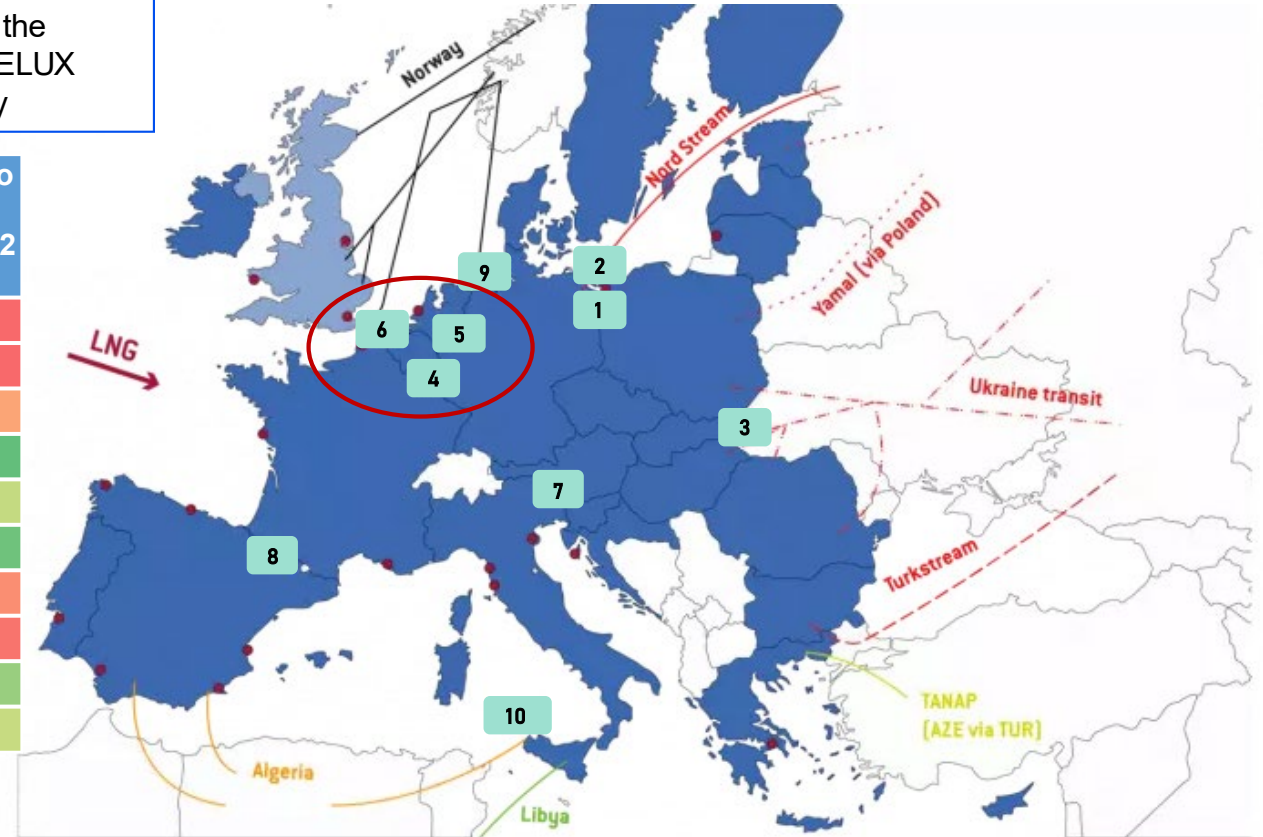 the
ELUX
y
o
2
Norway
Nord Stream
Yamal (via Poland)
9
2
1
6
5
4
LNG
Ukraine transit
3
7
8
Turkstream
10
TANAP
(AZE via TUR)
Algeria
Libya